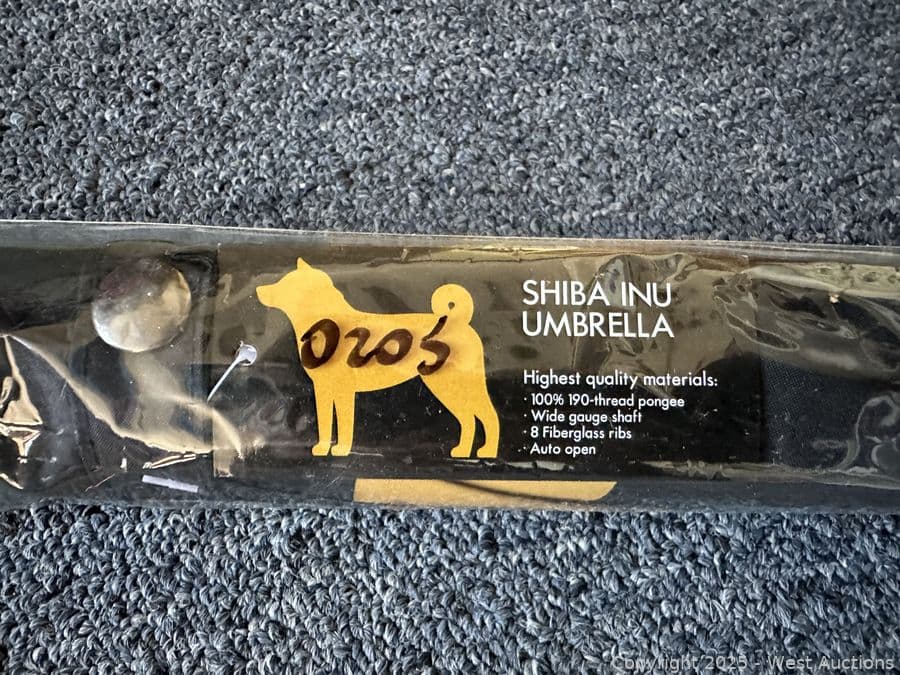 0205
SHIBA INU
UMBRELLA
Highest quality materials:
· 100% 190-thread pongee
· Wide gauge shaft
· 8 Fiberglass ribs
· Auto open
Copyright 2025 - West Auctions